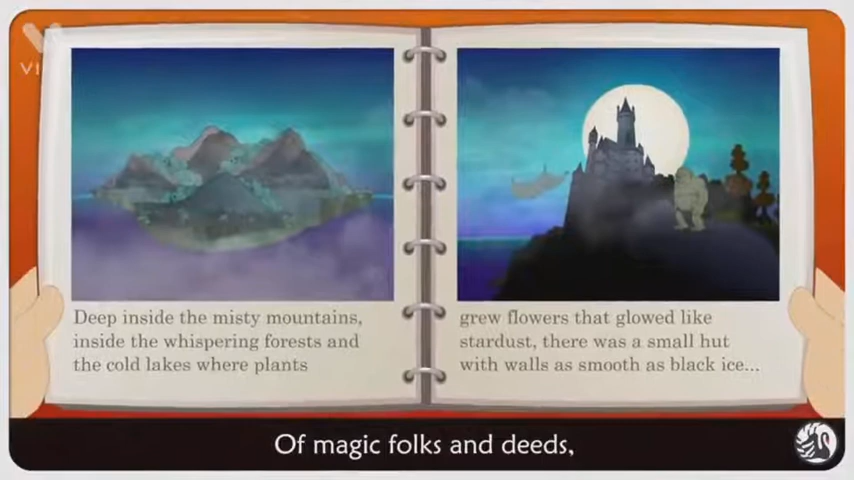 VI
Deep inside the misty mountains,
inside the whispering forests and
the cold lakes where plants
grew flowers that glowed like
stardust, there was a small hut
with walls as smooth as black ice...
Of magic folks and deeds,